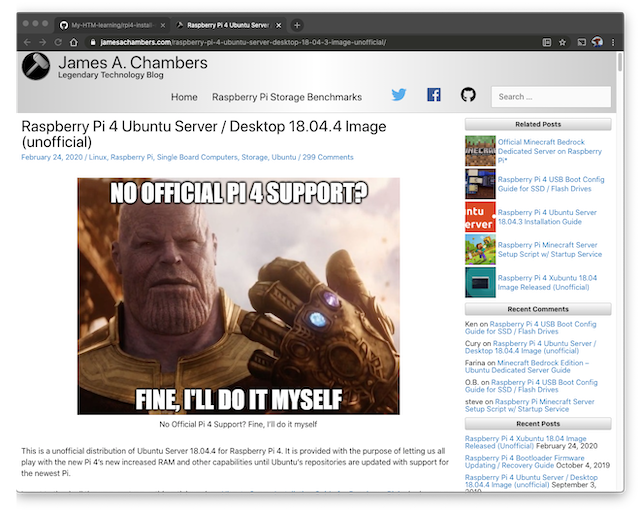 My-HTM-learning/rpi4-install-
Raspberry Pi 4 Ubuntu Server
jamesachambers.com/raspberry-pi-4-ubuntu-server-desktop-18-04-3-image-unofficial/
James A. Chambers
Legendary Technology Blog
Home
Raspberry Pi Storage Benchmarks
Search ...
Raspberry Pi 4 Ubuntu Server / Desktop 18.04.4 Image
(unofficial)
February 24, 2020 / Linux, Raspberry Pi, Single Board Computers, Storage, Ubuntu / 299 Comments
NO OFFICIAL PI 4 SUPPORT?
FINE, I'LL DO IT MYSELF
No Official Pi 4 Support? Fine, I'll do it myself
This is a unofficial distribution of Ubuntu Server 18.04.4 for Raspberry Pi 4. It is provided with the purpose of letting us all
play with the new Pi 4's new increased RAM and other capabilities until Ubuntu's repositories are updated with support for
the newest Pi.
Related Posts
Official Minecraft Bedrock
Dedicated Server on Raspberry
Pi*
Raspberry Pi 4 USB Boot Config
Guide for SSD / Flash Drives
Raspberry Pi 4 Ubuntu Server
18.04.3 Installation Guide
Raspberry Pi Minecraft Server
Setup Script w/ Startup Service
Raspberry Pi 4 Xubuntu 18.04
Image Released (Unofficial)
Recent Comments
Ken on Raspberry Pi 4 USB Boot Config
Guide for SSD / Flash Drives
Cury on Raspberry Pi 4 Ubuntu Server /
Desktop 18.04.4 Image (unofficial)
Farina on Minecraft Bedrock Edition –
Ubuntu Dedicated Server Guide
O.B. on Raspberry Pi 4 USB Boot Config
Guide for SSD / Flash Drives
steve on Raspberry Pi Minecraft Server
Setup Script w/ Startup Service
Recent Posts
Raspberry Pi 4 Xubuntu 18.04 Image
Released (Unofficial) February 24, 2020
Raspberry Pi 4 Bootloader Firmware
Updating / Recovery Guide October 4, 2019
Raspberry Pi 4 Ubuntu Server /
Desktop 18.04.4 Image (unofficial) September 3,